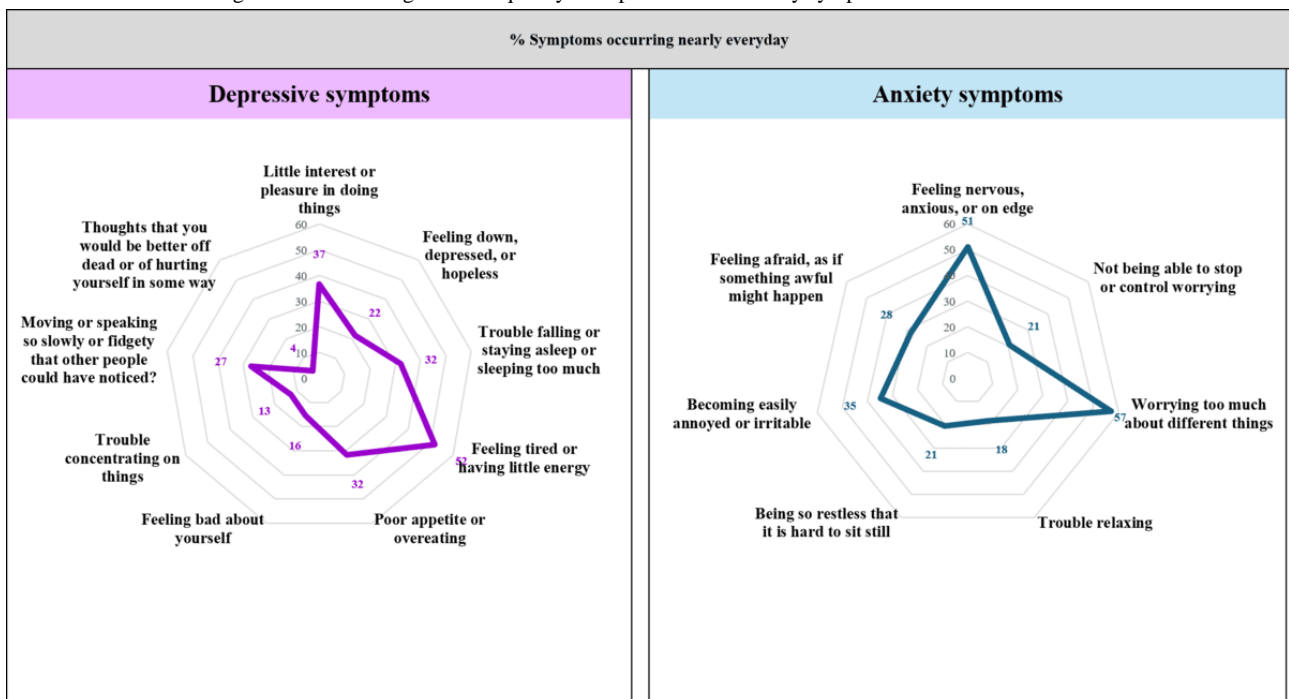 % Symptoms occurring nearly everyday
Depressive symptoms
Little interest or
pleasure in doing
things
Feeling down,
depressed, or
hopeless
Trouble falling or
staying asleep or
sleeping too much
Feeling tired or
having little energy
Poor appetite or
overeating
Feeling bad about
yourself
Trouble
concentrating on
things
Moving or speaking
so slowly or fidgety
that other people
could have noticed?
Thoughts that you
would be better off
dead or of hurting
yourself in some way
60
50
40
30
20
10
0
37
22
32
52
32
16
13
27
4
Anxiety symptoms
Feeling nervous,
anxious, or on edge
Not being able to stop
or control worrying
Worrying too much
about different things
Trouble relaxing
Being so restless that
it is hard to sit still
Becoming easily
annoyed or irritable
Feeling afraid, as if
something awful
might happen
60
50
40
30
20
10
0
51
21
57
18
21
35
28